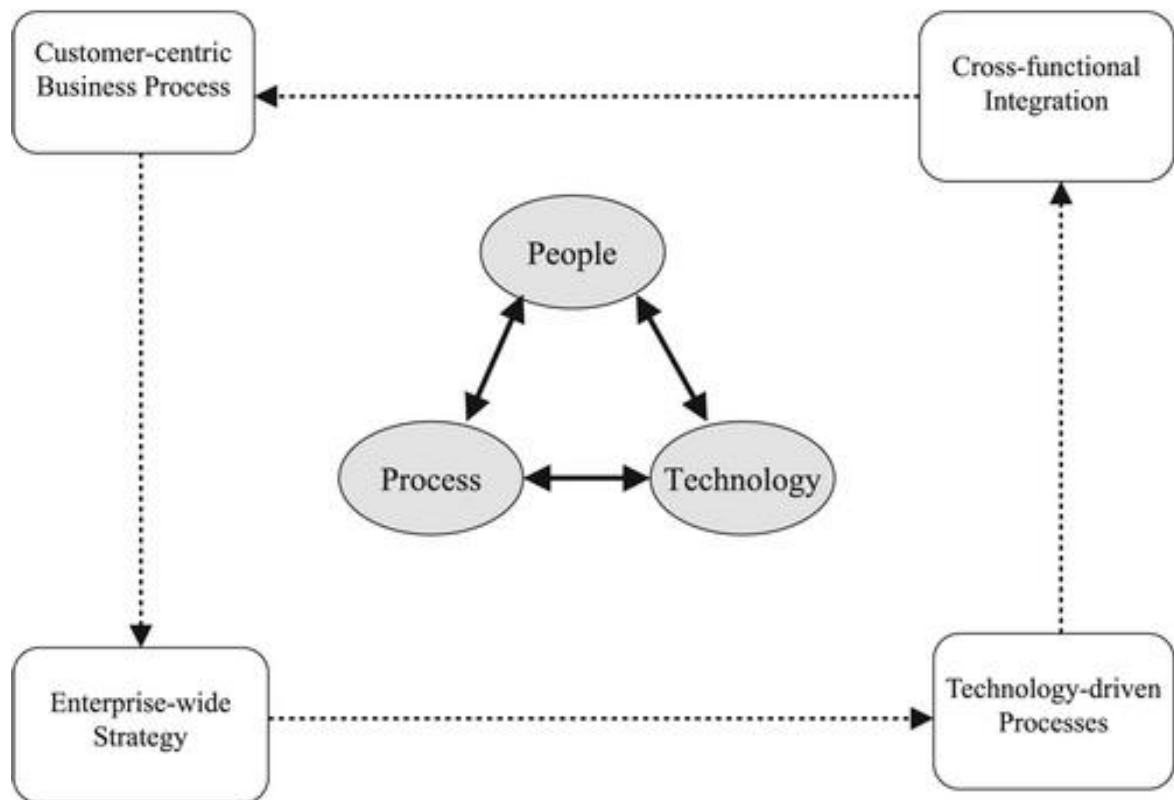 Customer-centric
Business Process
Cross-functional
Integration
People
Process
Technology
Enterprise-wide
Strategy
Technology-driven
Processes